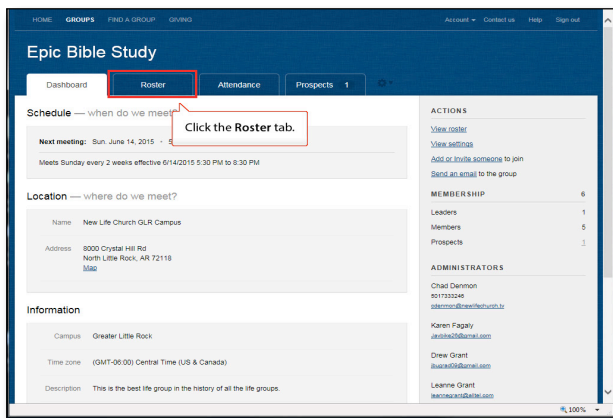 HOME GROUPS FIND A GROUP GIVING Account Contact us Help Sign out
Epic Bible Study
Dashboard Roster Attendance Prospects 1
Schedule — when do we meet?
Click the Roster tab.
Next meeting: Sun. June 14, 2015 - 5
Meets Sunday every 2 weeks effective 6/14/2015 5:30 PM to 8:30 PM
Location — where do we meet?
Name New Life Church GLR Campus
Address 8000 Crystal Hill Rd
North Little Rock, AR 72118
Map
Information
Campus Greater Little Rock
Time zone (GMT-06:00) Central Time (US & Canada)
Description This is the best life group in the history of all the life groups.
ACTIONS
View roster
View settings
Add or Invite someone to join
Send an email to the group
MEMBERSHIP 6
Leaders 1
Members 5
Prospects 1
ADMINISTRATORS
Chad Denmon
5017333246
cdenmon@newlifechurch.tv
Karen Fagaly
Drew Grant
Leanne Grant
100%